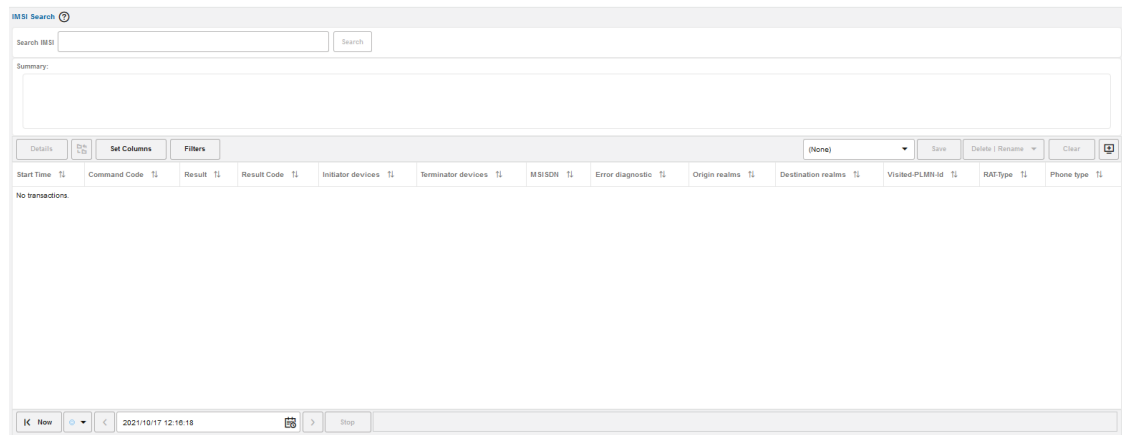 IMSI Search ?
Search IMSI Search
Summary:
Details Set Columns Filters (None) Save Delete | Rename Clear
Start Time Command Code Result Result Code Initiator devices Terminator devices MSISDN Error diagnostic Origin realms Destination realms Visited-PLMN-Id RAT-Type Phone type
No transactions.
Now 2021/10/17 12:16:18 Stop